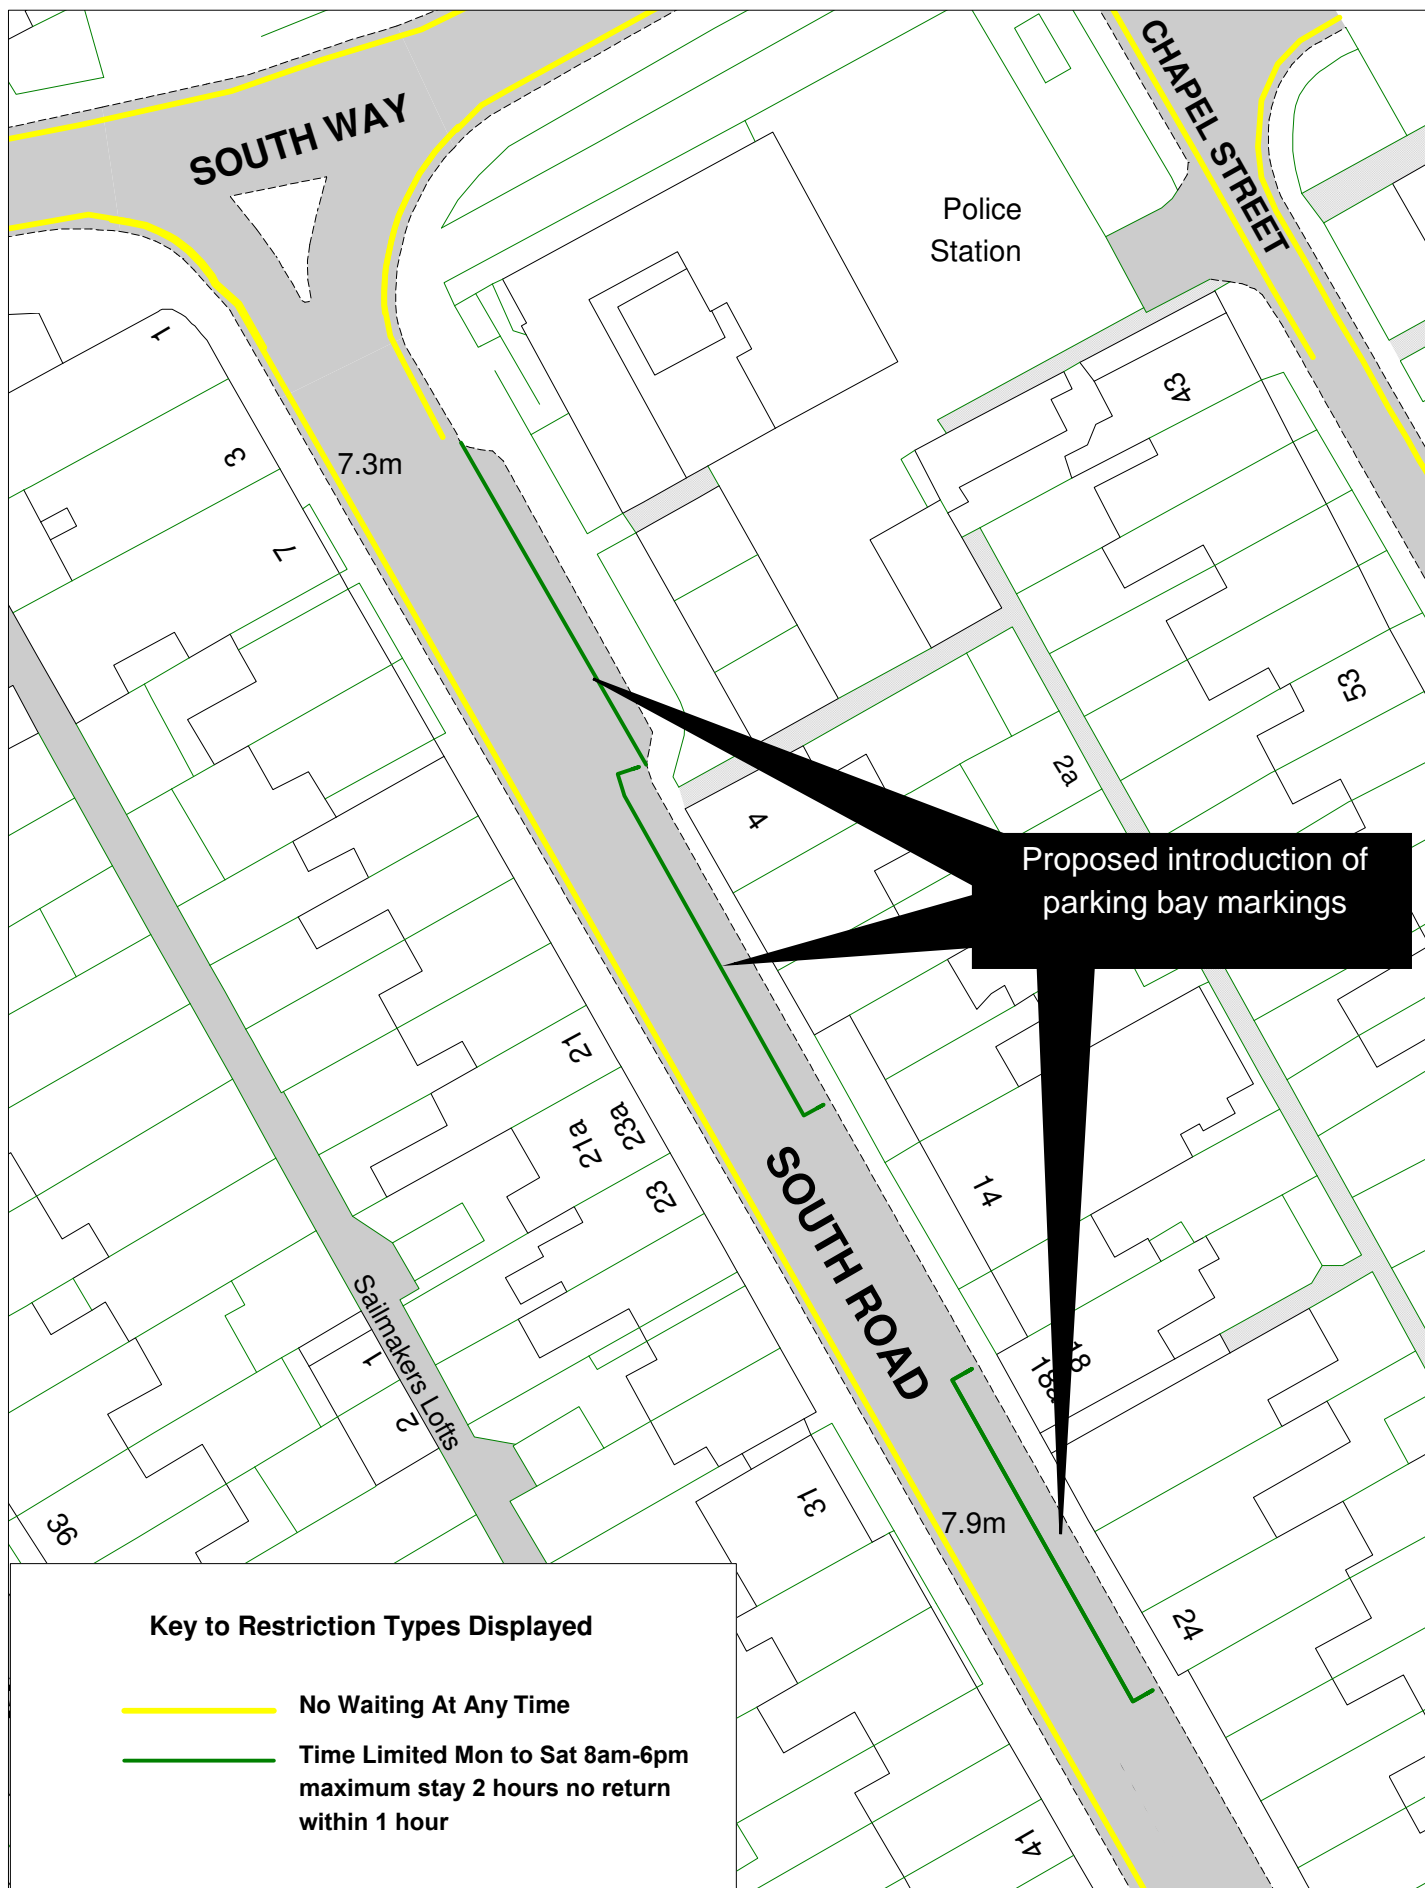 SOUTH WAY
CHAPEL STREET
Police
Station
1
43
3
7.3m
7
53
2a
4
Proposed introduction of
parking bay markings
21
23a
21a
23
14
SOUTH ROAD
Sailmakers Lofts
1
2
18
18a
31
7.9m
36
24
41
Key to Restriction Types Displayed
No Waiting At Any Time
Time Limited Mon to Sat 8am-6pm
maximum stay 2 hours no return
within 1 hour